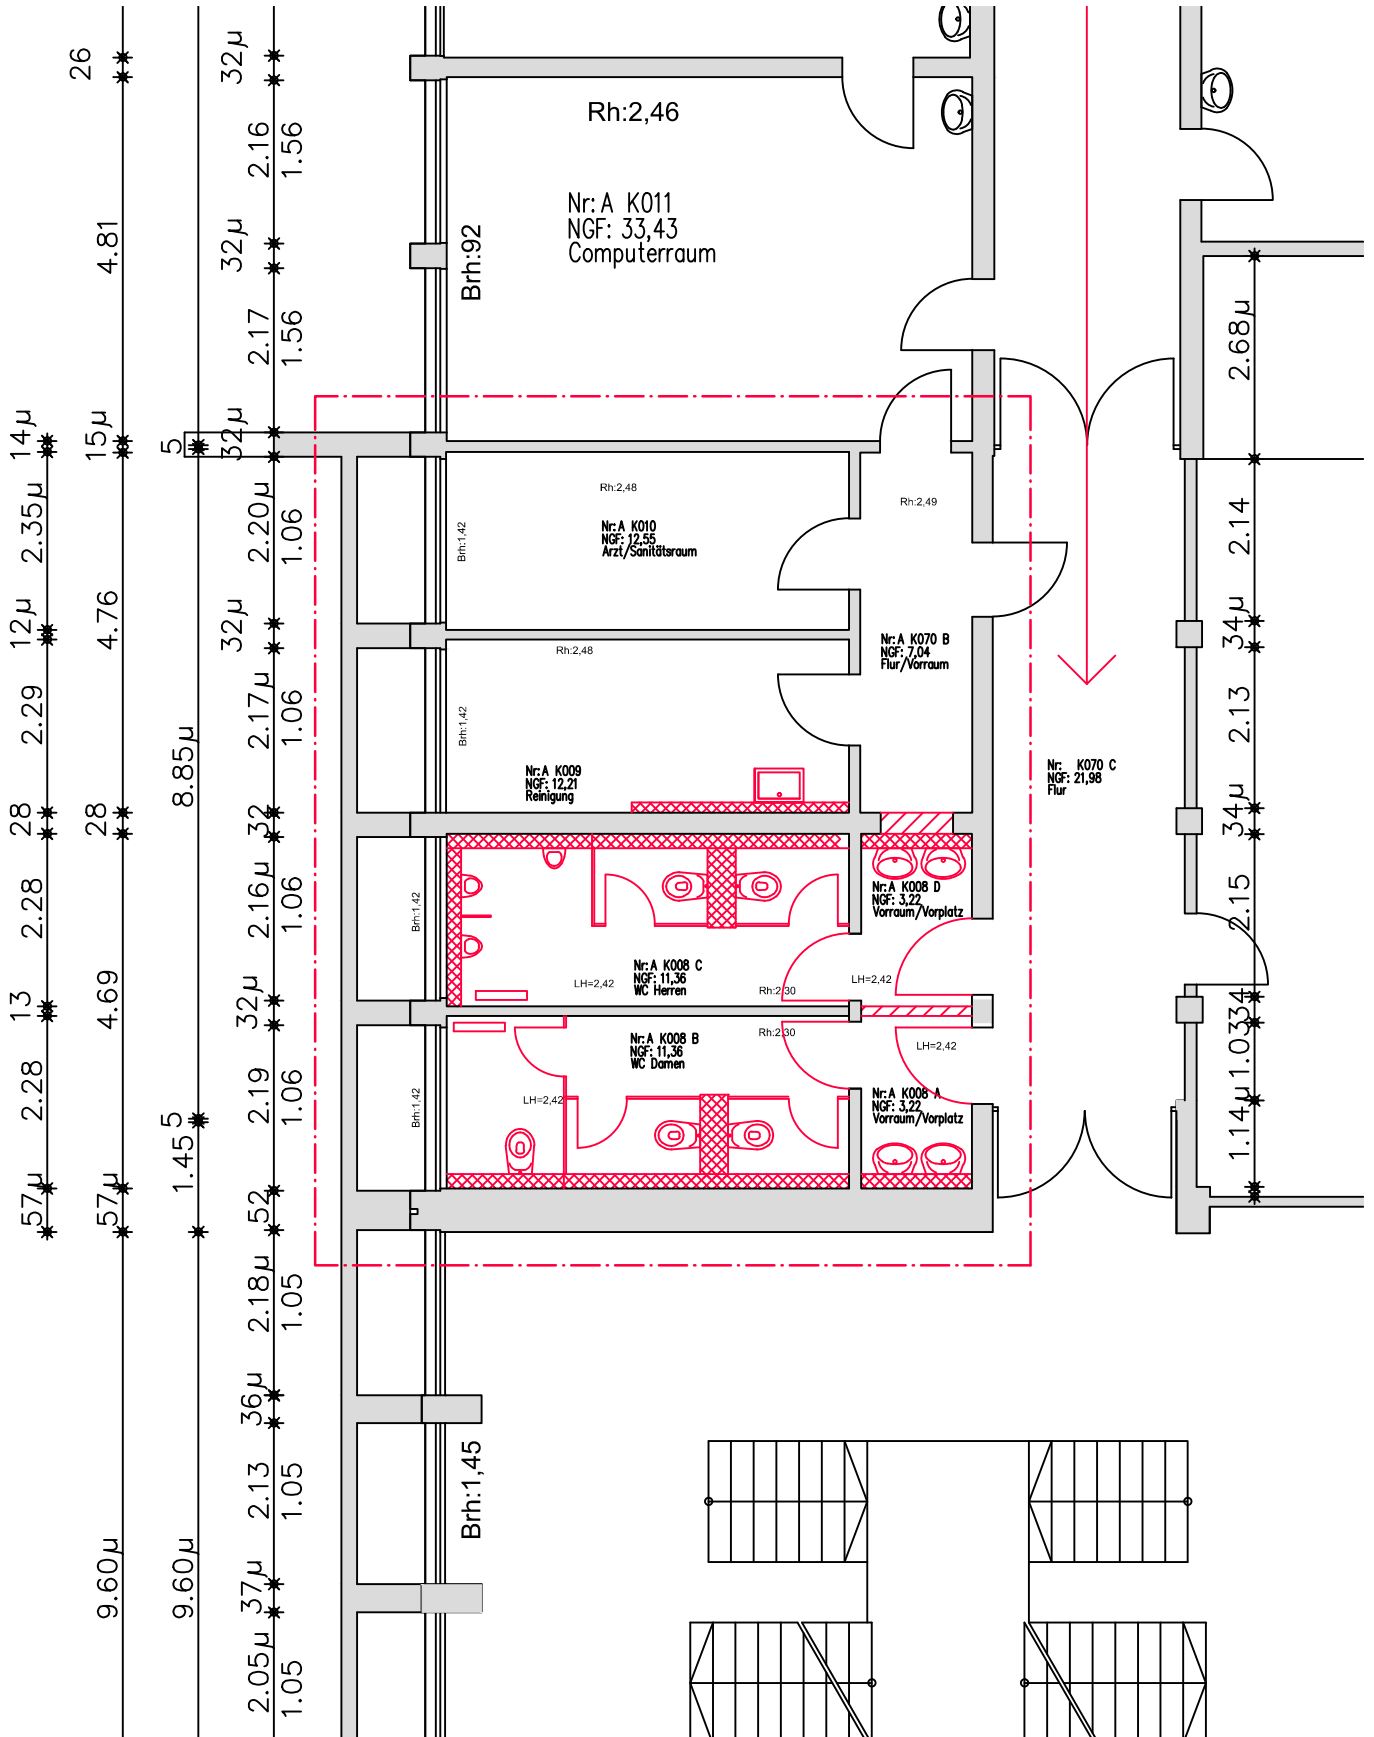 26
4.81
15µ
4.76
28
4.69
57µ
9.60µ
14µ
2.35µ
12µ
2.29
28
2.28
13
2.28
57µ
5
8.85µ
5
1.45
9.60µ
32µ
2.16
1.56
32µ
2.17
1.56
32µ
2.20µ
1.06
32µ
2.17µ
1.06
32
2.16µ
1.06
32µ
2.19
1.06
52
2.18µ
1.05
36µ
2.13
1.05
37µ
2.05µ
1.05
Rh:2,46
Nr:A K011
NGF: 33,43
Computerraum
Brh:92
Rh:2,48
Nr:A K010
NGF: 12,55
Arzt/Sanitätsraum
Brh:1,42
Rh:2,49
Rh:2,48
Brh:1,42
Nr:A K009
NGF: 12,21
Reinigung
Nr:A K070 B
NGF: 7,04
Flur/Vorraum
Nr: K070 C
NGF: 21,98
Flur
Brh:1,42
Nr:A K008 D
NGF: 3,22
Vorraum/Vorplatz
Nr:A K008 C
NGF: 11,36
WC Herren
LH=2,42
Rh:2,30
LH=2,42
Nr:A K008 B
NGF: 11,36
WC Damen
Rh:2,30
LH=2,42
LH=2,42
Brh:1,42
Nr:A K008 A
NGF: 3,22
Vorraum/Vorplatz
Brh:1,45
2.68µ
2.14
34µ
2.13
34µ
2.15
34
1.03
1.14µ